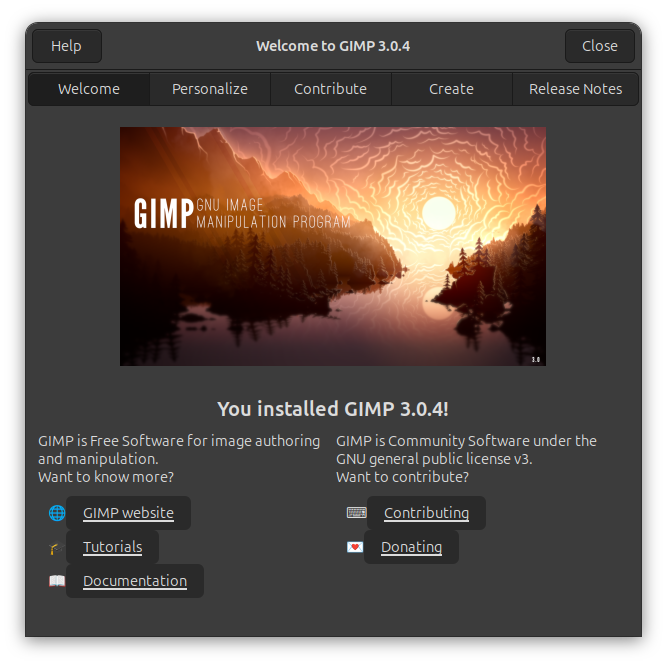 Help
Welcome to GIMP 3.0.4
Close
Welcome
Personalize
Contribute
Create
Release Notes
GIMP
GNU IMAGE
MANIPULATION PROGRAM
3.0
You installed GIMP 3.0.4!
GIMP is Free Software for image authoring
and manipulation.
Want to know more?
GIMP website
Tutorials
Documentation
GIMP is Community Software under the
GNU general public license v3.
Want to contribute?
Contributing
Donating